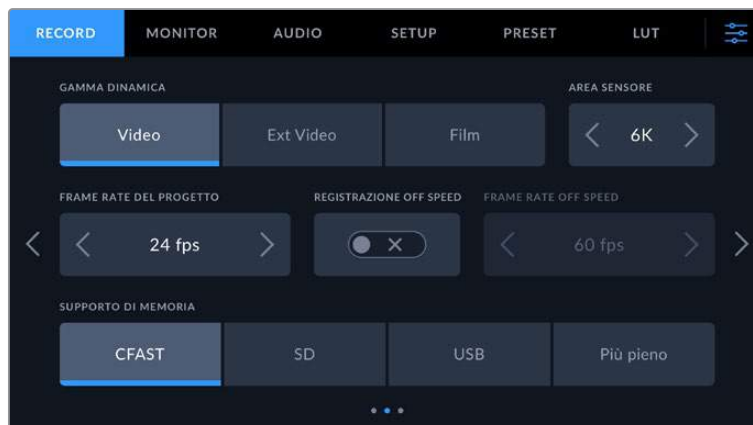 RECORD MONITOR AUDIO SETUP PRESET LUT
GAMMA DINAMICA AREA SENSORE
Video Ext Video Film 6K
FRAME RATE DEL PROGETTO REGISTRAZIONE OFF SPEED FRAME RATE OFF SPEED
24 fps 60 fps
SUPPORTO DI MEMORIA
CFAST SD USB Più pieno